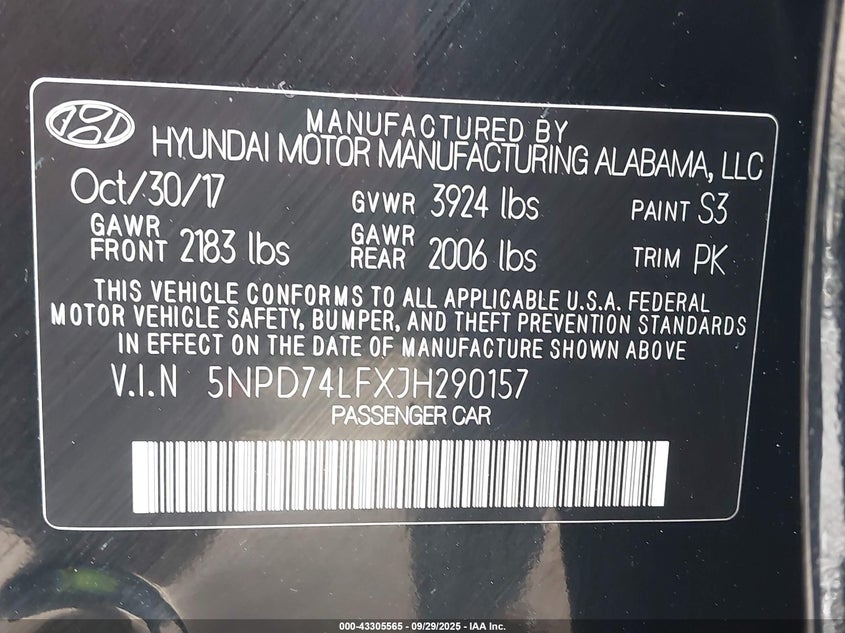 MANUFACTURED BY
HYUNDAI MOTOR MANUFACTURING ALABAMA, LLC
Oct/30/17 GVWR 3924 lbs PAINT S3
GAWR FRONT 2183 lbs GAWR REAR 2006 lbs TRIM PK
THIS VEHICLE CONFORMS TO ALL APPLICABLE U.S.A. FEDERAL
MOTOR VEHICLE SAFETY, BUMPER, AND THEFT PREVENTION STANDARDS
IN EFFECT ON THE DATE OF MANUFACTURE SHOWN ABOVE
V.I.N 5NPD74LFXJH290157
PASSENGER CAR
000-43305565 - 09/29/2025 - IAA Inc.